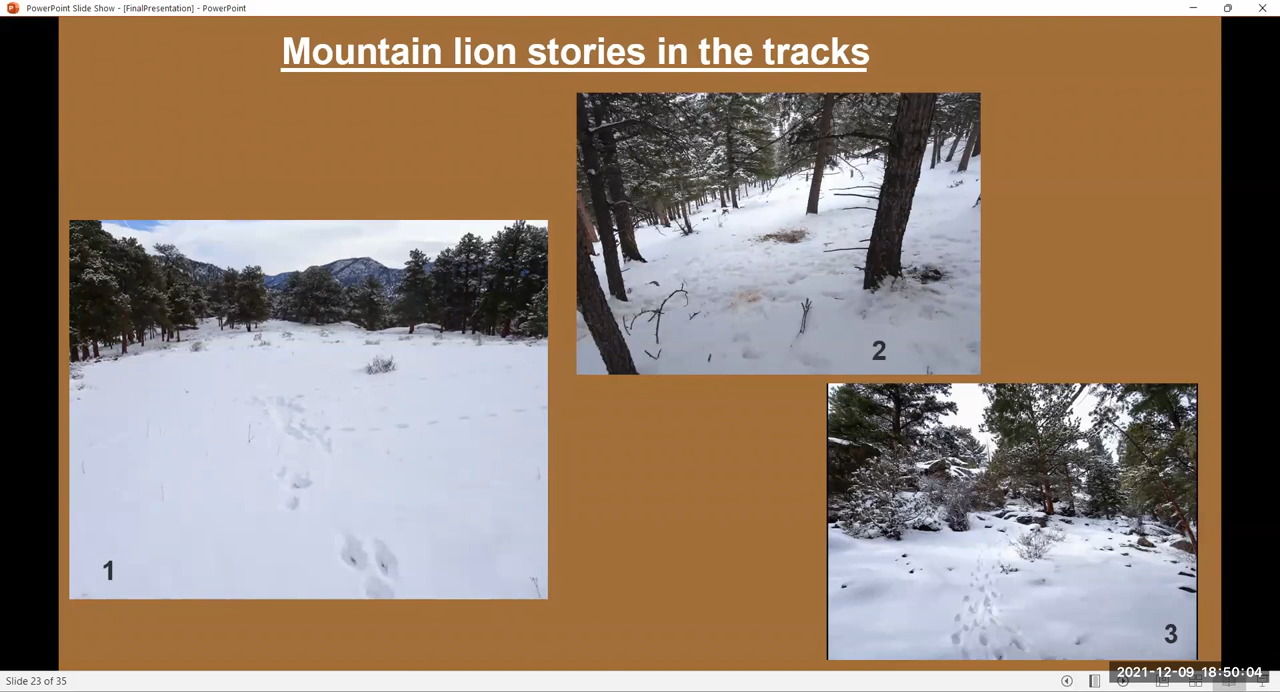 PowerPoint Slide Show - [FinalPresentation] - PowerPoint
Mountain lion stories in the tracks
1
2
3
2021-12-09 18:50:04
Slide 23 of 35